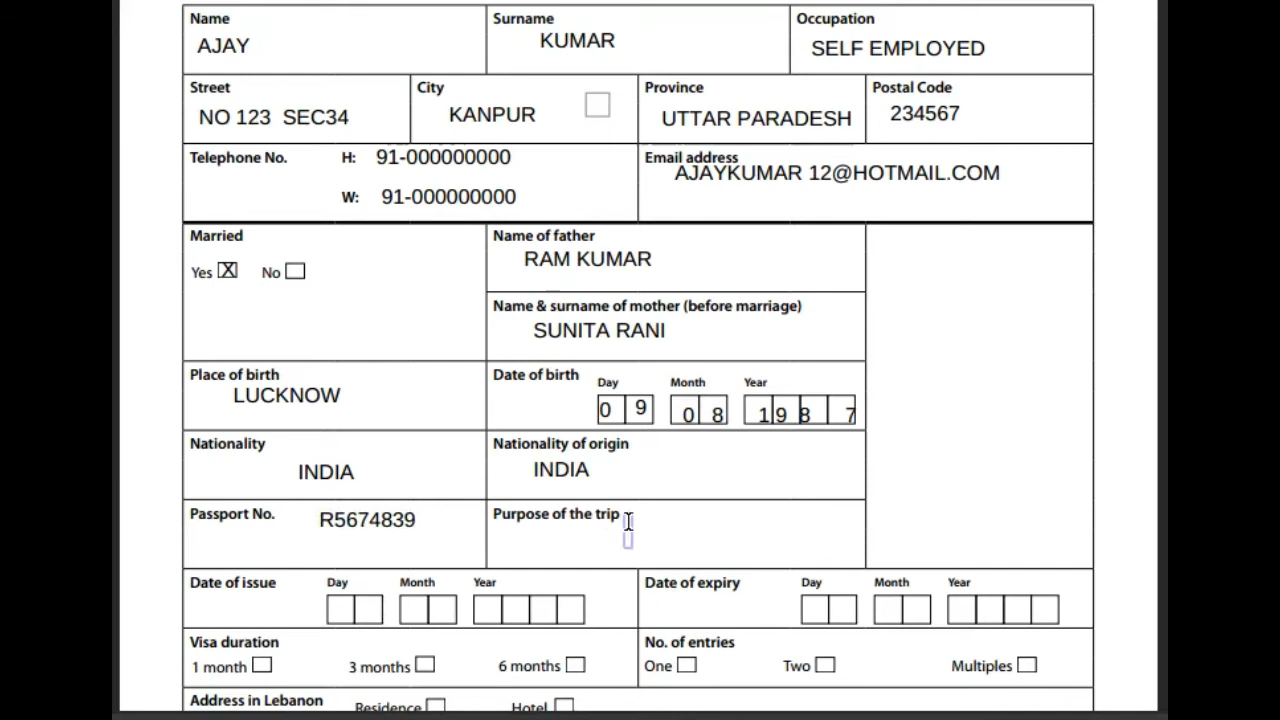 Name Surname Occupation
AJAY KUMAR SELF EMPLOYED
Street City Province Postal Code
NO 123 SEC34 KANPUR UTTAR PARADESH 234567
Telephone No. H: 91-000000000 Email address
AJAYKUMAR 12@HOTMAIL.COM
W: 91-000000000
Married Name of father
RAM KUMAR
Yes X No
Name & surname of mother (before marriage)
SUNITA RANI
Place of birth Date of birth Day Month Year
LUCKNOW 0 9 0 8 1 9 8 7
Nationality Nationality of origin
INDIA INDIA
Passport No. R5674839 Purpose of the trip
Date of issue Day Month Year Date of expiry Day Month Year
Visa duration No. of entries
1 month 3 months 6 months One Two Multiples
Address in Lebanon Residence Hotel